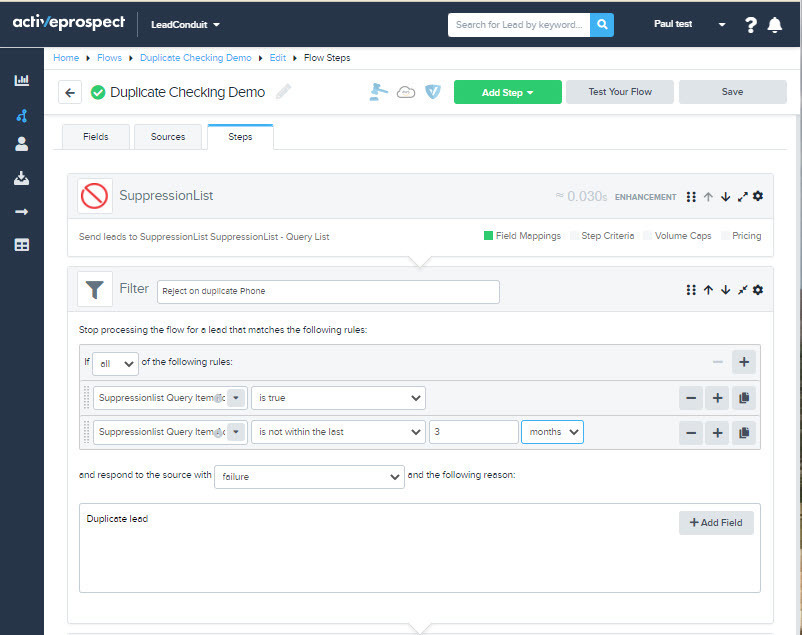 activeprospect LeadConduit Search for Lead by keyword... Paul test
Home Flows Duplicate Checking Demo Edit Flow Steps
Duplicate Checking Demo Add Step Test Your Flow Save
Fields Sources Steps
SuppressionList ≈ 0.030s ENHANCEMENT
Send leads to SuppressionList SuppressionList - Query List Field Mappings Step Criteria Volume Caps Pricing
Filter Reject on duplicate Phone
Stop processing the flow for a lead that matches the following rules:
If all of the following rules:
Suppressionlist Query Item is true
Suppressionlist Query Item is not within the last 3 months
and respond to the source with failure and the following reason:
Duplicate lead + Add Field